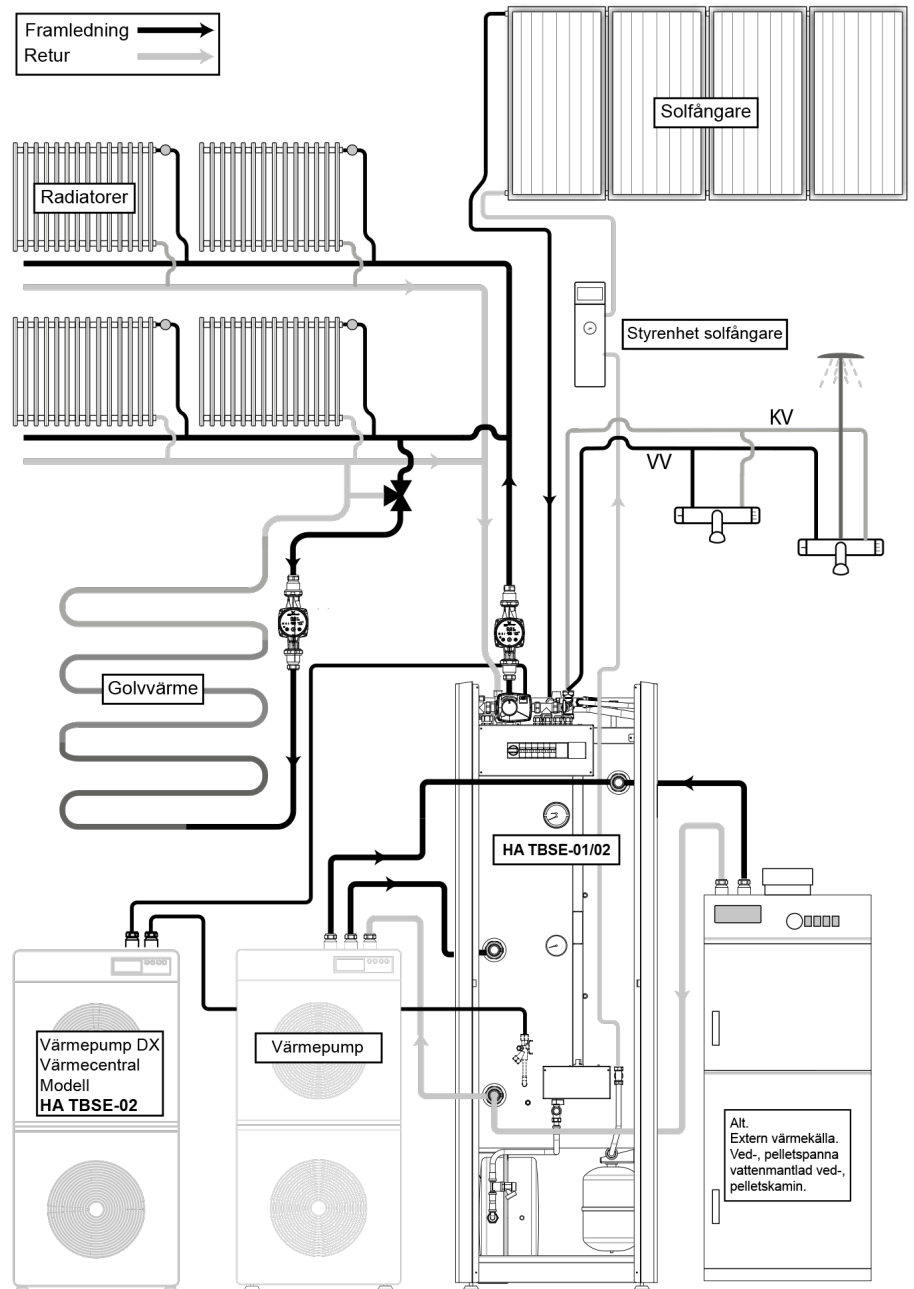 Framledning
Retur
Solfångare
Radiatorer
Styrenhet solfångare
KV
VV
Golvvärme
HA TBSE-01/02
Värmepump DX
Värmecentral
Modell
HA TBSE-02
Värmepump
Alt.
Extern värmekälla.
Ved-, pelletspanna
vattenmantlad ved-,
pelletskamin.